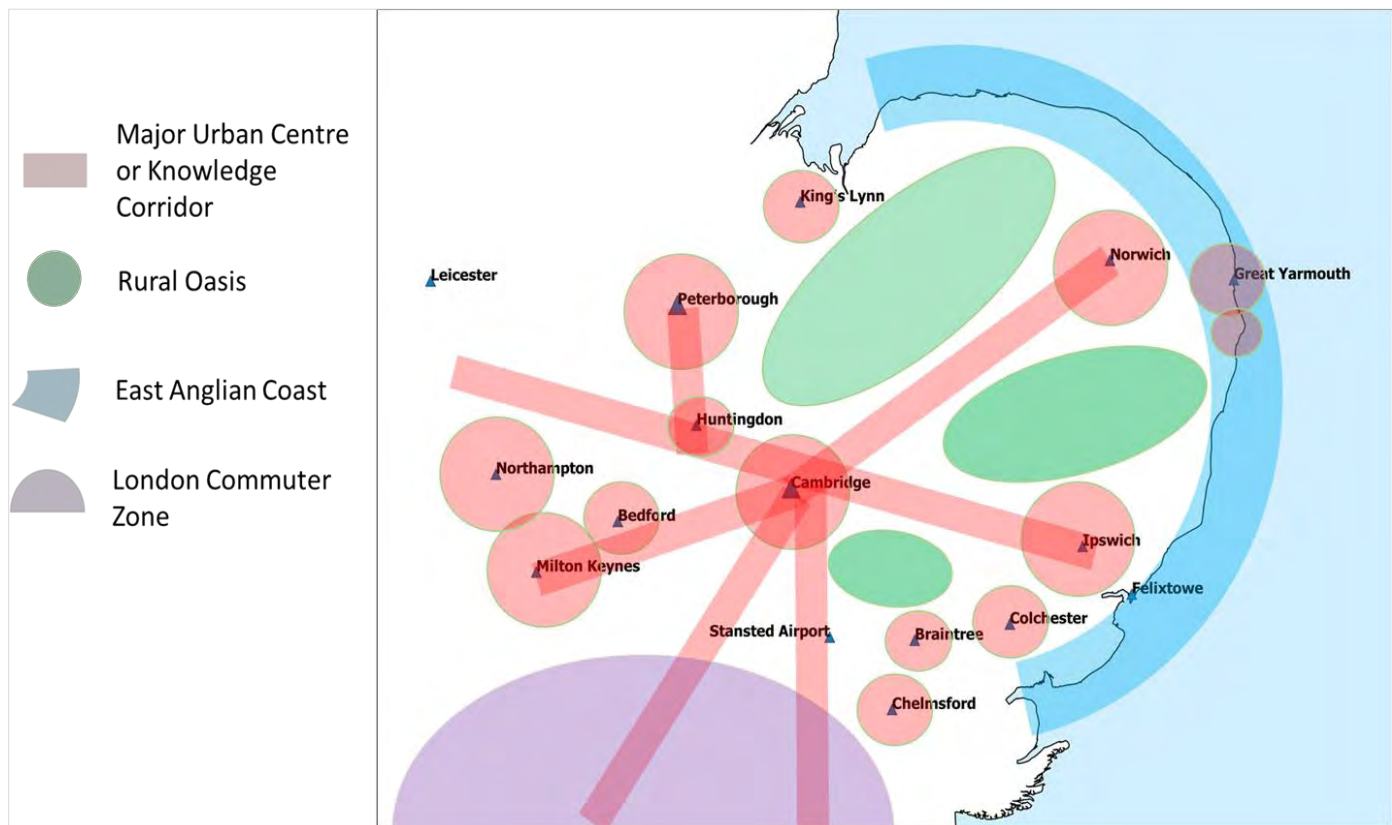 Major Urban Centre
or Knowledge
Corridor
Rural Oasis
East Anglian Coast
London Commuter
Zone
King's Lynn
Norwich
Leicester
Great Yarmouth
Peterborough
Huntingdon
Northampton
Cambridge
Bedford
Ipswich
Milton Keynes
Felixtowe
Colchester
Stansted Airport
Braintree
Chelmsford